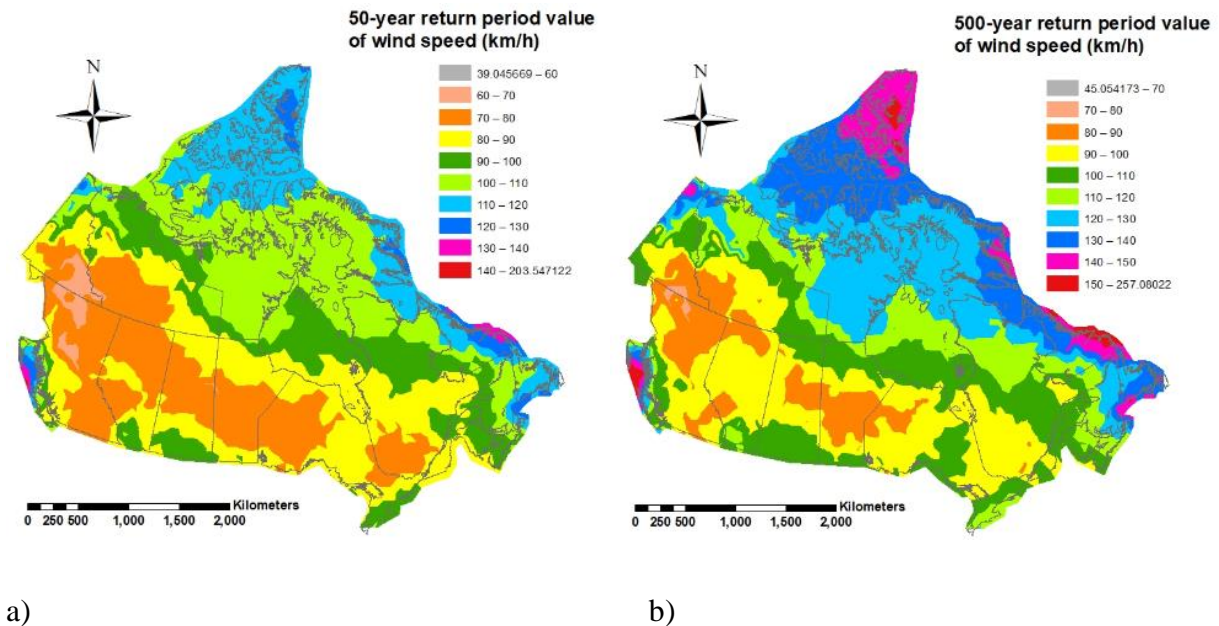 50-year return period value
of wind speed (km/h)
N
39.045669 – 60
60 – 70
70 – 80
80 – 90
90 – 100
100 – 110
110 – 120
120 – 130
130 – 140
140 – 203.547122
Kilometers
0 250 500 1,000 1,500 2,000
a)
500-year return period value
of wind speed (km/h)
N
45.054173 – 70
70 – 80
80 – 90
90 – 100
100 – 110
110 – 120
120 – 130
130 – 140
140 – 150
150 – 257.08022
Kilometers
0 250 500 1,000 1,500 2,000
b)